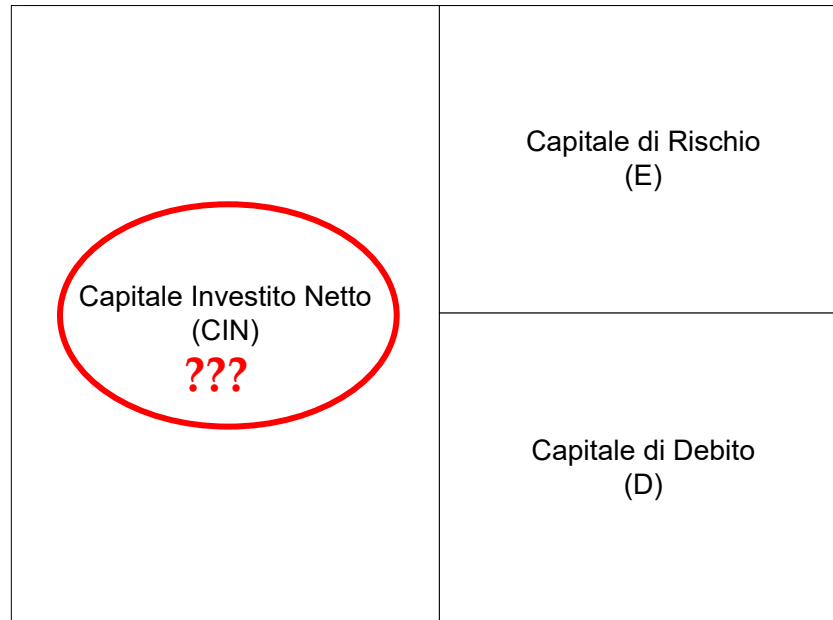 Capitale Investito Netto
(CIN)
???
Capitale di Rischio
(E)
Capitale di Debito
(D)